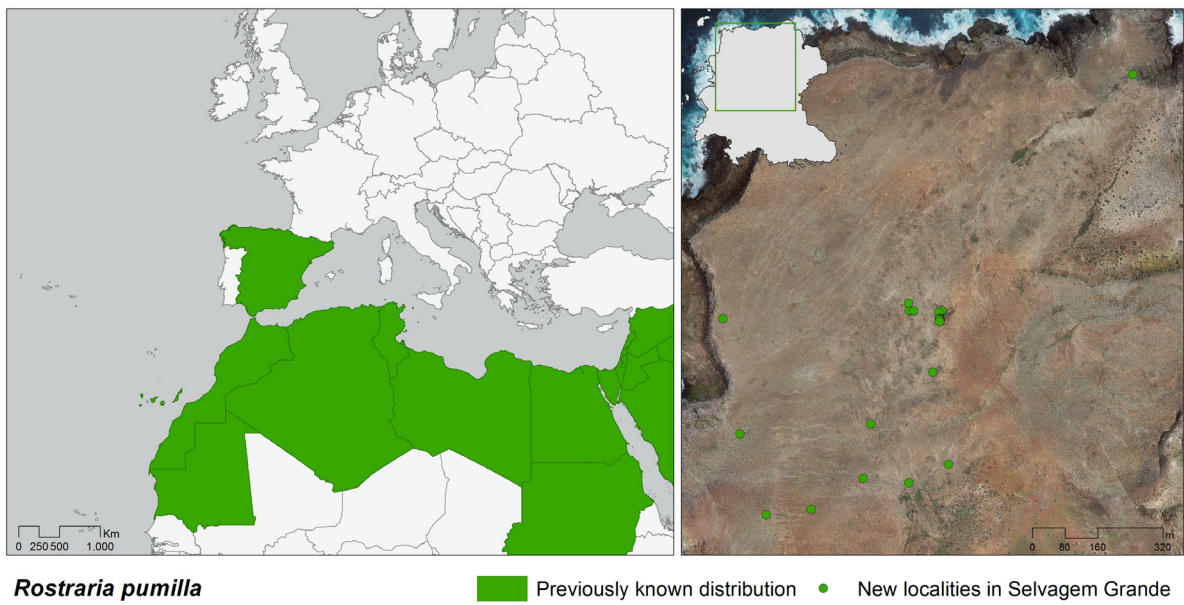 Km
0 250 500 1.000
m
0 80 160 320
Rostraria pumilla
Previously known distribution
New localities in Selvagem Grande